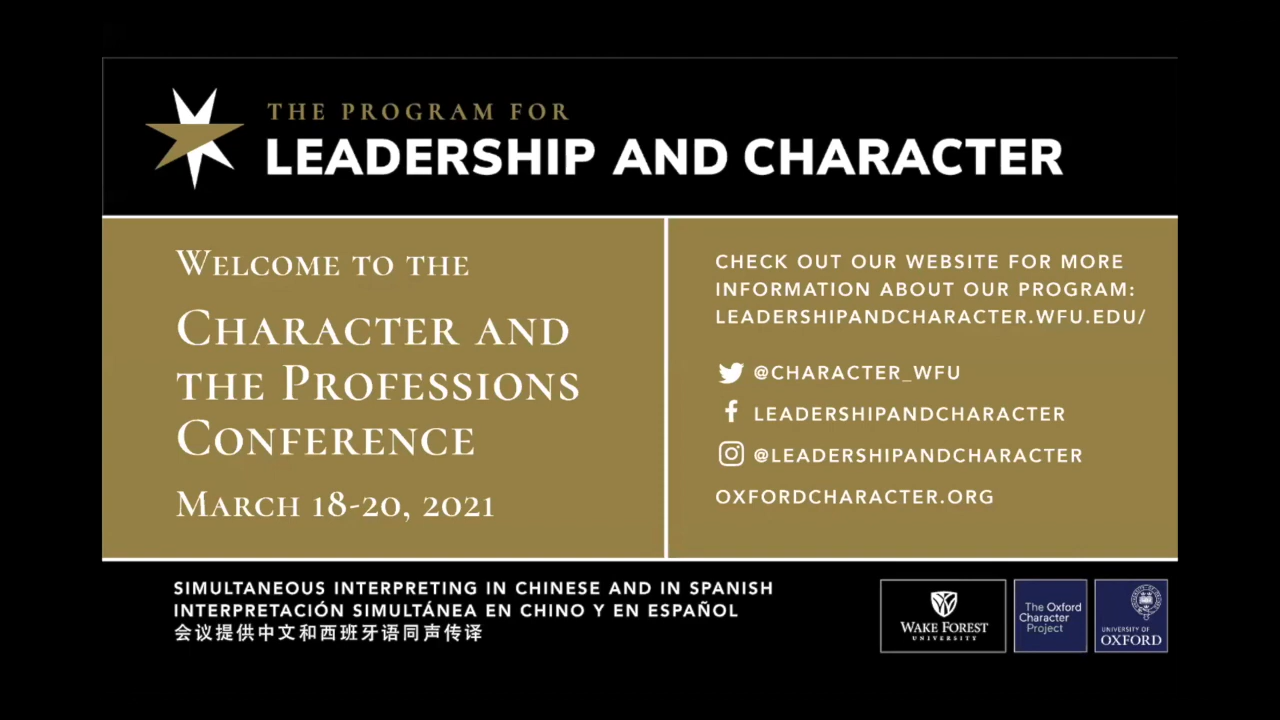 THE PROGRAM FOR
LEADERSHIP AND CHARACTER
WELCOME TO THE
CHARACTER AND
THE PROFESSIONS
CONFERENCE
MARCH 18-20, 2021
CHECK OUT OUR WEBSITE FOR MORE
INFORMATION ABOUT OUR PROGRAM:
LEADERSHIPANDCHARACTER.WFU.EDU/
@CHARACTER_WFU
LEADERSHIPANDCHARACTER
@LEADERSHIPANDCHARACTER
OXFORDCHARACTER.ORG
SIMULTANEOUS INTERPRETING IN CHINESE AND IN SPANISH
INTERPRETACIÓN SIMULTÁNEA EN CHINO Y EN ESPAÑOL
会议提供中文和西班牙语同声传译
WAKE FOREST
UNIVERSITY
The Oxford
Character
Project
UNIVERSITY OF
OXFORD